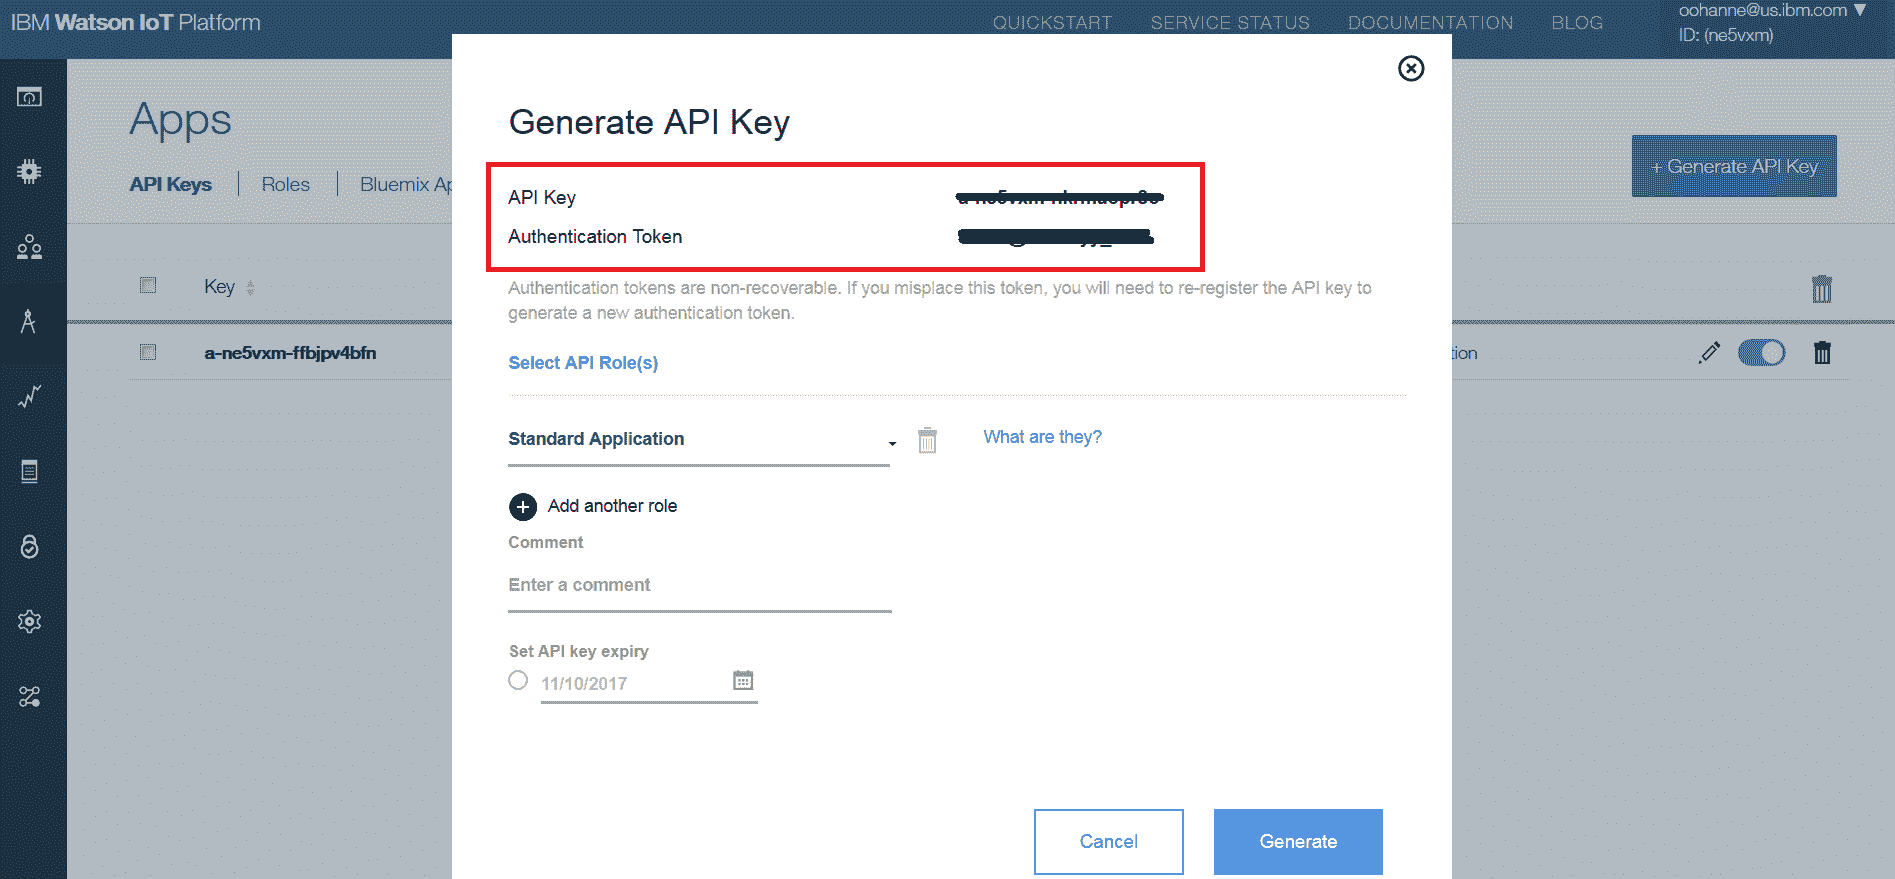 IBM Watson IoT Platform
QUICKSTART SERVICE STATUS DOCUMENTATION BLOG
oohanne@us.ibm.com ▼
ID: (ne5vxm)
Apps
API Keys Roles Bluemix Ap
+ Generate API Key
Key
a-ne5vxm-ffbjpv4bfn
tion
Generate API Key
API Key
Authentication Token
Authentication tokens are non-recoverable. If you misplace this token, you will need to re-register the API key to
generate a new authentication token.
Select API Role(s)
Standard Application
What are they?
Add another role
Comment
Enter a comment
Set API key expiry
11/10/2017
Cancel
Generate